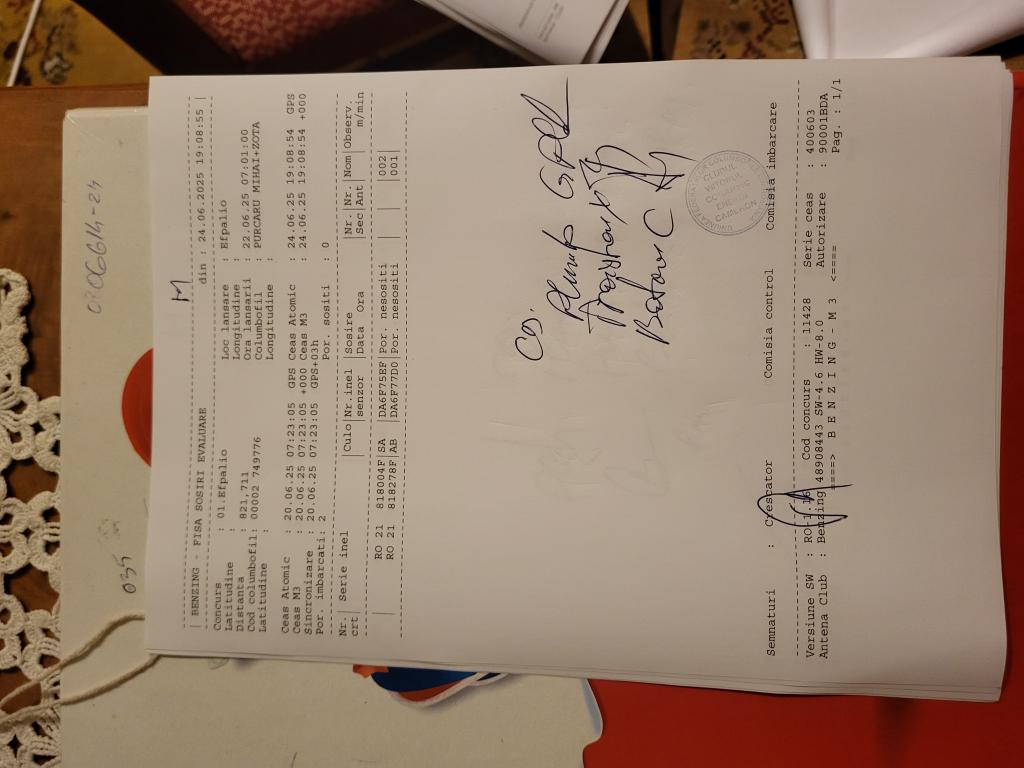 M
| BENZING - FISA SOSIRI EVALUARE din : 24.06.2025 19:08:55 |
Concurs : 01.Efpalio Loc lansare : Efpalio
Latitudine : Longitudine :
Distanta : 821,711 Ora lansarii : 22.06.25 07:01:00
Cod columbofil: 00002 749776 Columbofil : PURCARU MIHAI+ZOTA
Latitudine : Longitudine :
Ceas Atomic : 20.06.25 07:23:05 GPS Ceas Atomic : 24.06.25 19:08:54 GPS
Ceas M3 : 20.06.25 07:23:05 +000 Ceas M3 : 24.06.25 19:08:54 +000
Sincronizare : 20.06.25 07:23:05 GPS+03h
Por. imbarcati: 2 Por. sositi : 0
Nr. | Serie inel |Culo|Nr.inel |Sosire |Nr.|Nr.|Nom|Observ.
crt | | |senzor |Data Ora |Sec|Ant| | m/min
| RO 21 818004F|SA |DA6F75EF|Por. nesositi | | |002|
| RO 21 818278F|AB |DA6F77D0|Por. nesositi | | |001|
CD.
Semnaturi : Crescator Comisia control Comisia imbarcare
Versiune SW : Cod concurs : 11428 Serie ceas : 400603
Antena Club : Benzing 48908443 SW-4.6 HW-8.0 Autorizare : 90001BDA
====> B E N Z I N G - M 3 <==== Pag. : 1/1
CLUBUL
VIITORUL
CAMERON
035